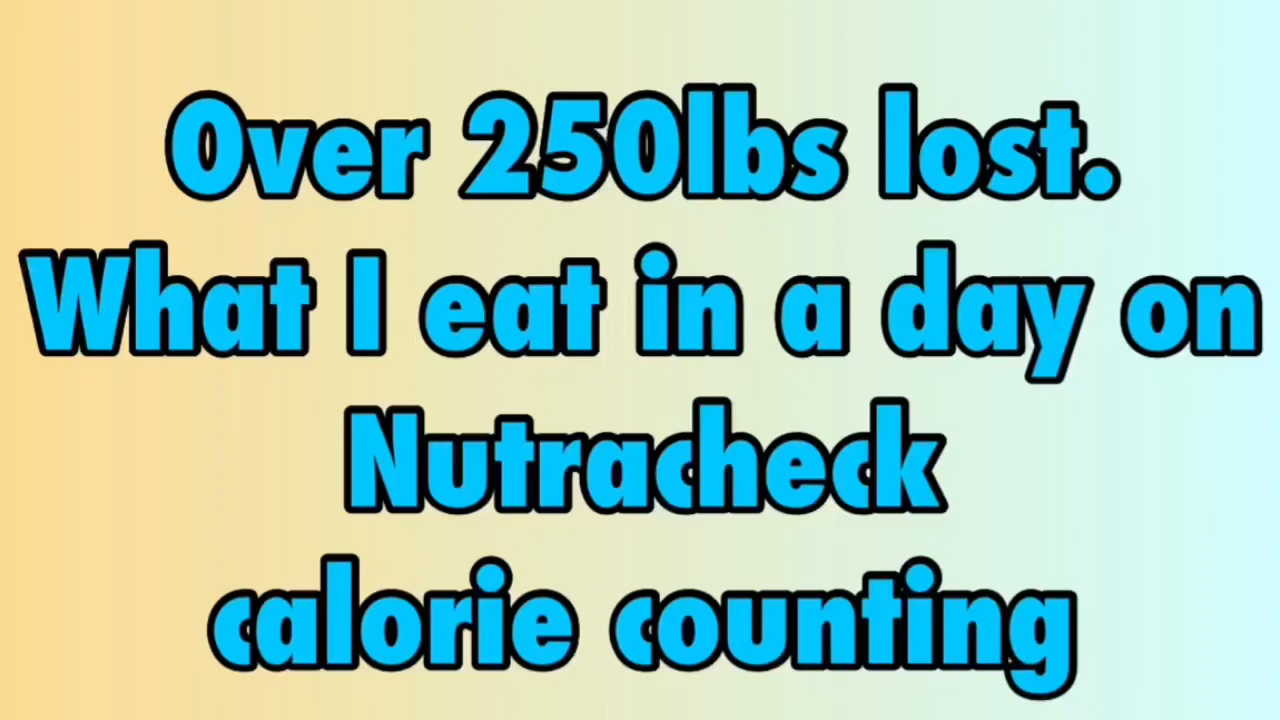 Over 250lbs lost.
What I eat in a day on
Nutracheck
calorie counting